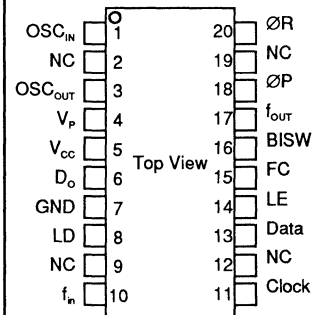 OSC_IN 1 20 ØR
NC 2 19 NC
OSC_OUT 3 18 ØP
V_P 4 17 f_OUT
V_CC 5 16 BISW
Top View
D_O 6 15 FC
GND 7 14 LE
LD 8 13 Data
NC 9 12 NC
f_in 10 11 Clock